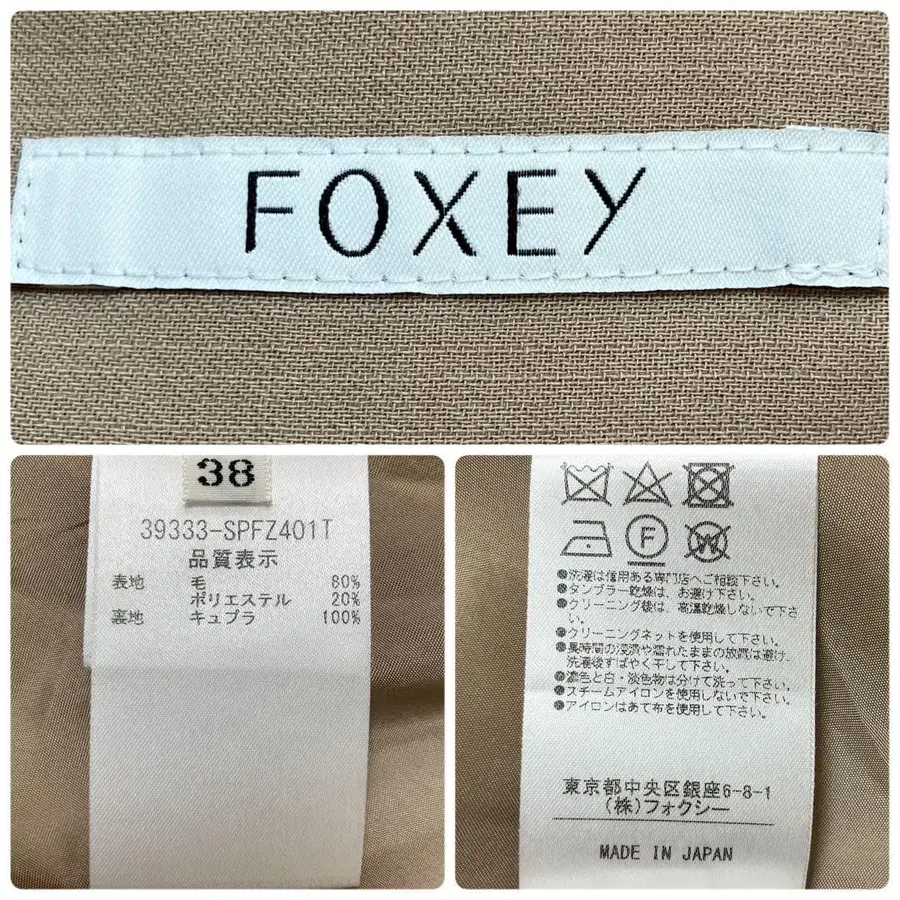 FOXEY
38
39333-SPFZ401T
品質表示
表地 毛 80%
ポリエステル 20%
裏地 キュプラ 100%
F
W
●洗濯は信用ある専門店へご相談下さい。
●タンブラー乾燥は、お避け下さい。
●クリーニング後は、高温乾燥しないで下さ
い。
●クリーニングネットを使用して下さい。
●長時間の浸漬や濡れたままの放置は避け、
洗濯後すばやく干して下さい。
●濃色と白・淡色物は分けて洗って下さい。
●スチームアイロンを使用しないで下さい。
●アイロンはあて布を使用して下さい。
東京都中央区銀座6-8-1
(株)フォクシー
MADE IN JAPAN